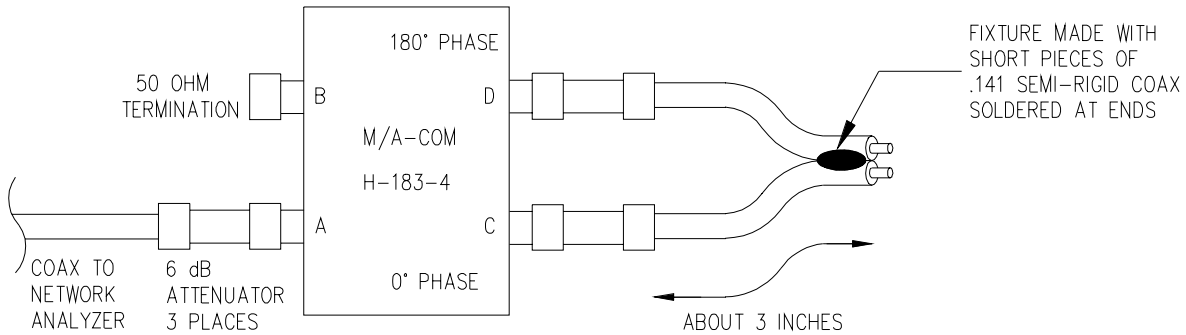 180° PHASE
FIXTURE MADE WITH
SHORT PIECES OF
.141 SEMI-RIGID COAX
SOLDERED AT ENDS
50 OHM
TERMINATION
B
D
M/A-COM
H-183-4
A
C
0° PHASE
COAX TO
NETWORK
ANALYZER
6 dB
ATTENUATOR
3 PLACES
ABOUT 3 INCHES